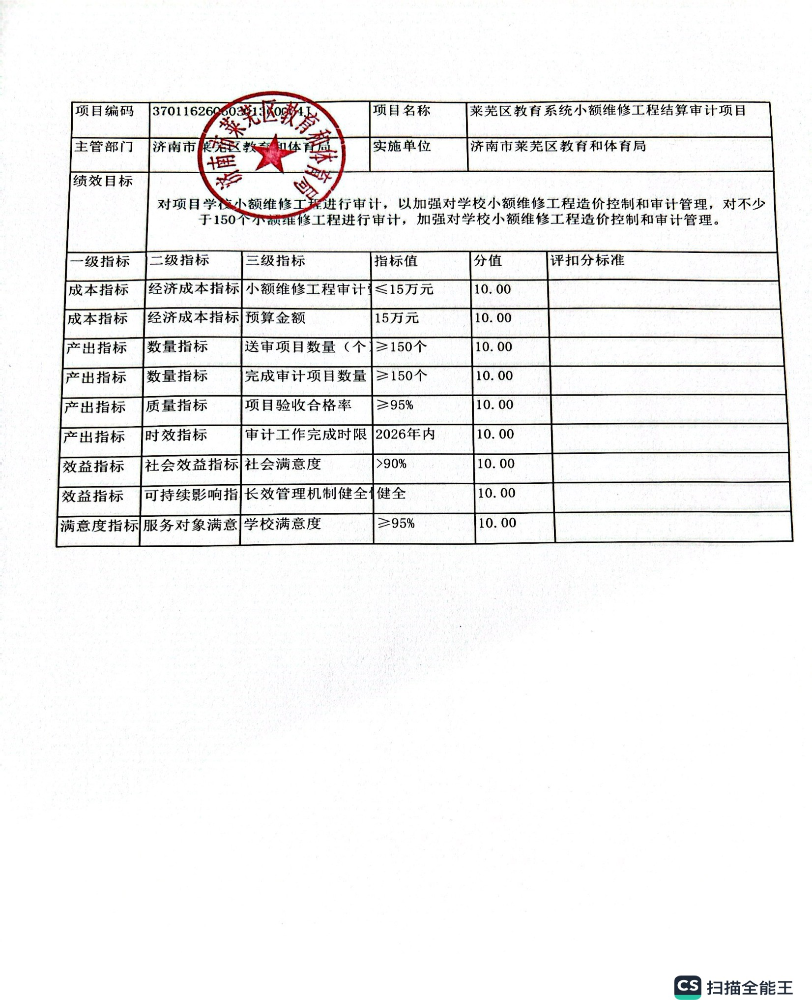 项目编码 项目名称 莱芜区教育系统小额维修工程结算审计项目
主管部门 济南市莱芜区教育和体育局 实施单位 济南市莱芜区教育和体育局
济南市莱芜区教育和体育局
绩效目标
对项目学校小额维修工程进行审计，以加强对学校小额维修工程造价控制和审计管理，对不少
于150个小额维修工程进行审计，加强对学校小额维修工程造价控制和审计管理。
一级指标 二级指标 三级指标 指标值 分值 评扣分标准
成本指标 经济成本指标 小额维修工程审计 ≤15万元 10.00
成本指标 经济成本指标 预算金额 15万元 10.00
产出指标 数量指标 送审项目数量（个） ≥150个 10.00
产出指标 数量指标 完成审计项目数量 ≥150个 10.00
产出指标 质量指标 项目验收合格率 ≥95% 10.00
产出指标 时效指标 审计工作完成时限 2026年内 10.00
效益指标 社会效益指标 社会满意度 >90% 10.00
效益指标 可持续影响指 长效管理机制健全 健全 10.00
满意度指标 服务对象满意 学校满意度 ≥95% 10.00
CS 扫描全能王